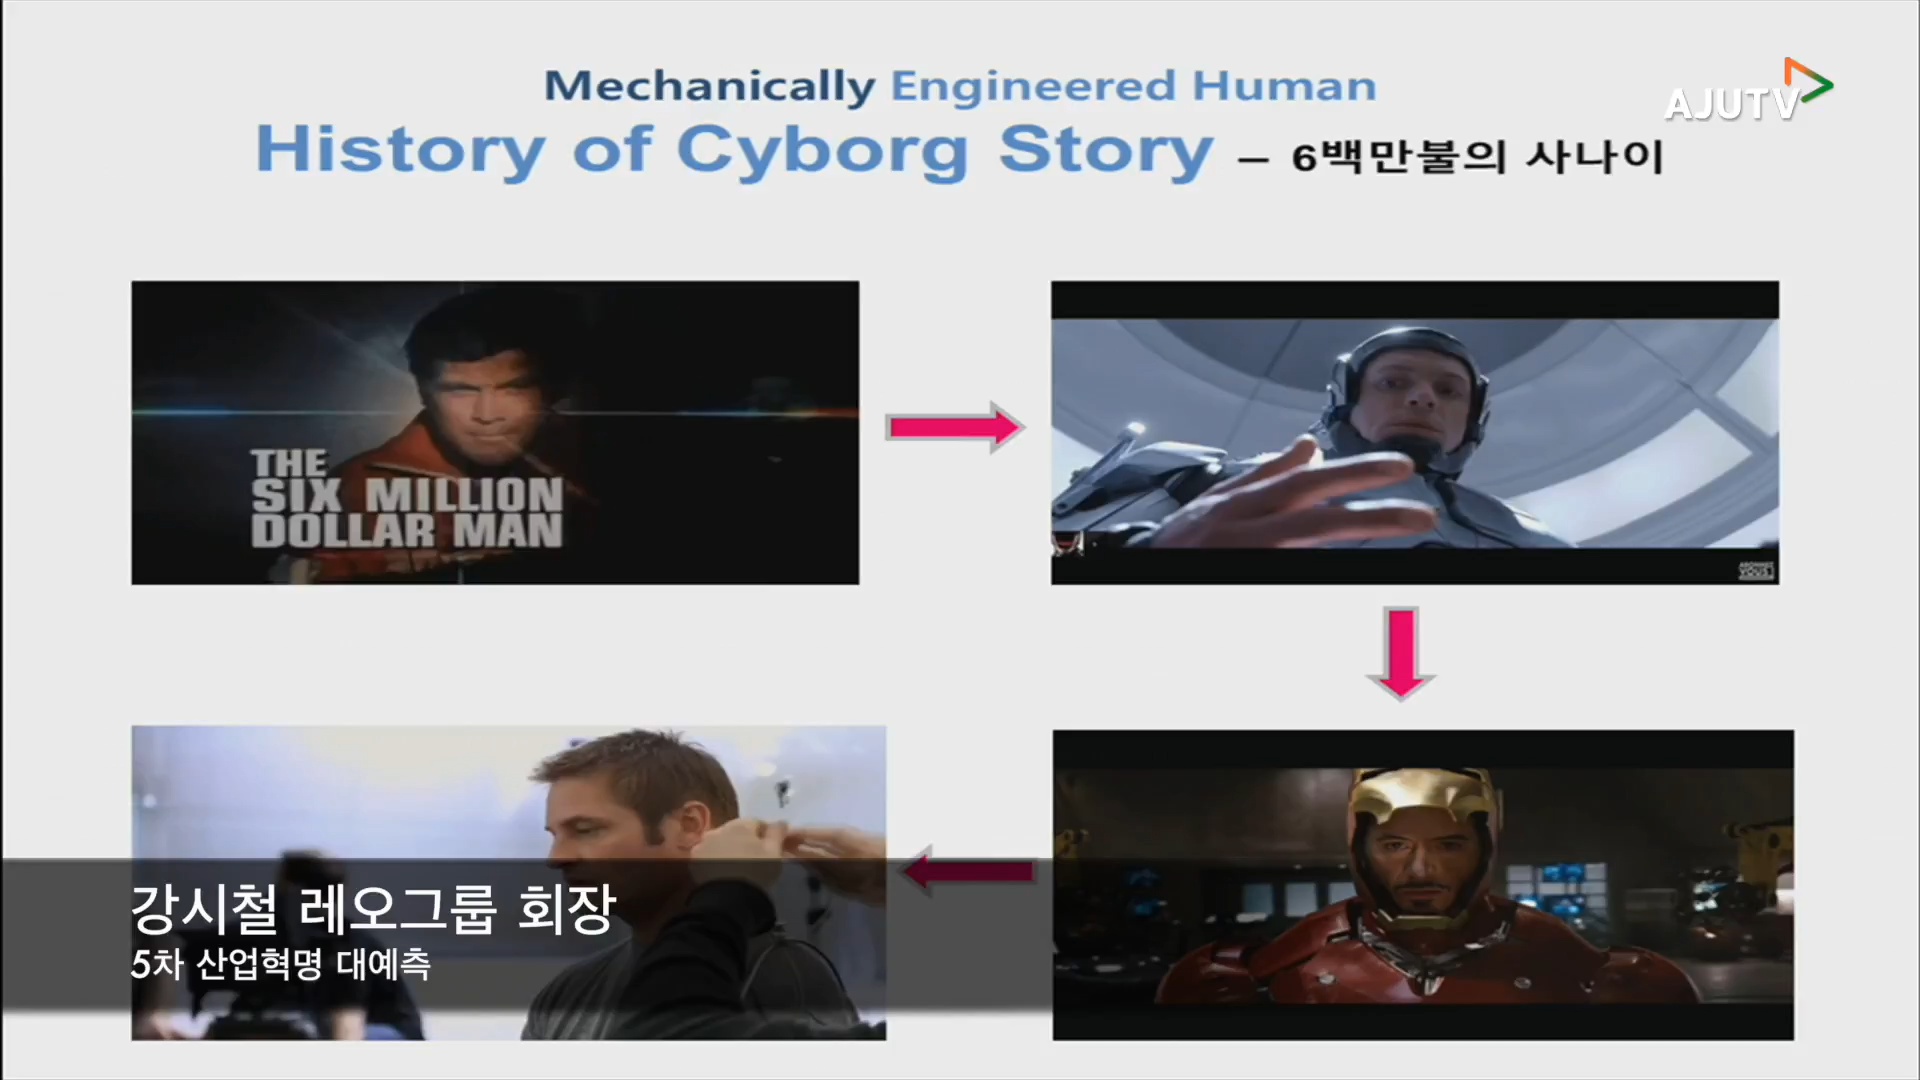 Mechanically Engineered Human
AJUTV
History of Cyborg Story – 6백만불의 사나이
THE
SIX MILLION
DOLLAR MAN
강시철 레오그룹 회장
5차 산업혁명 대예측